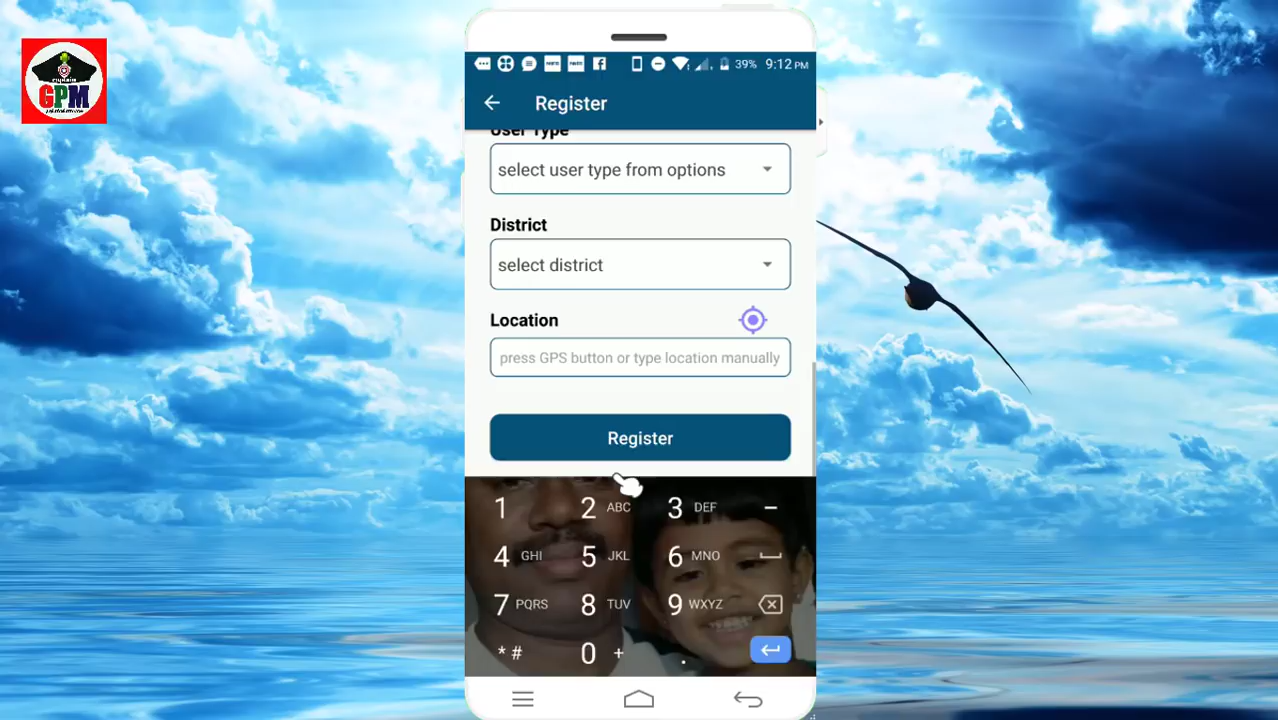 captain
GPM
39% 9:12 PM
Register
User Type
select user type from options
District
select district
Location
press GPS button or type location manually
Register
1 2 ABC 3 DEF -
4 GHI 5 JKL 6 MNO
7 PQRS 8 TUV 9 WXYZ
* # 0 + .